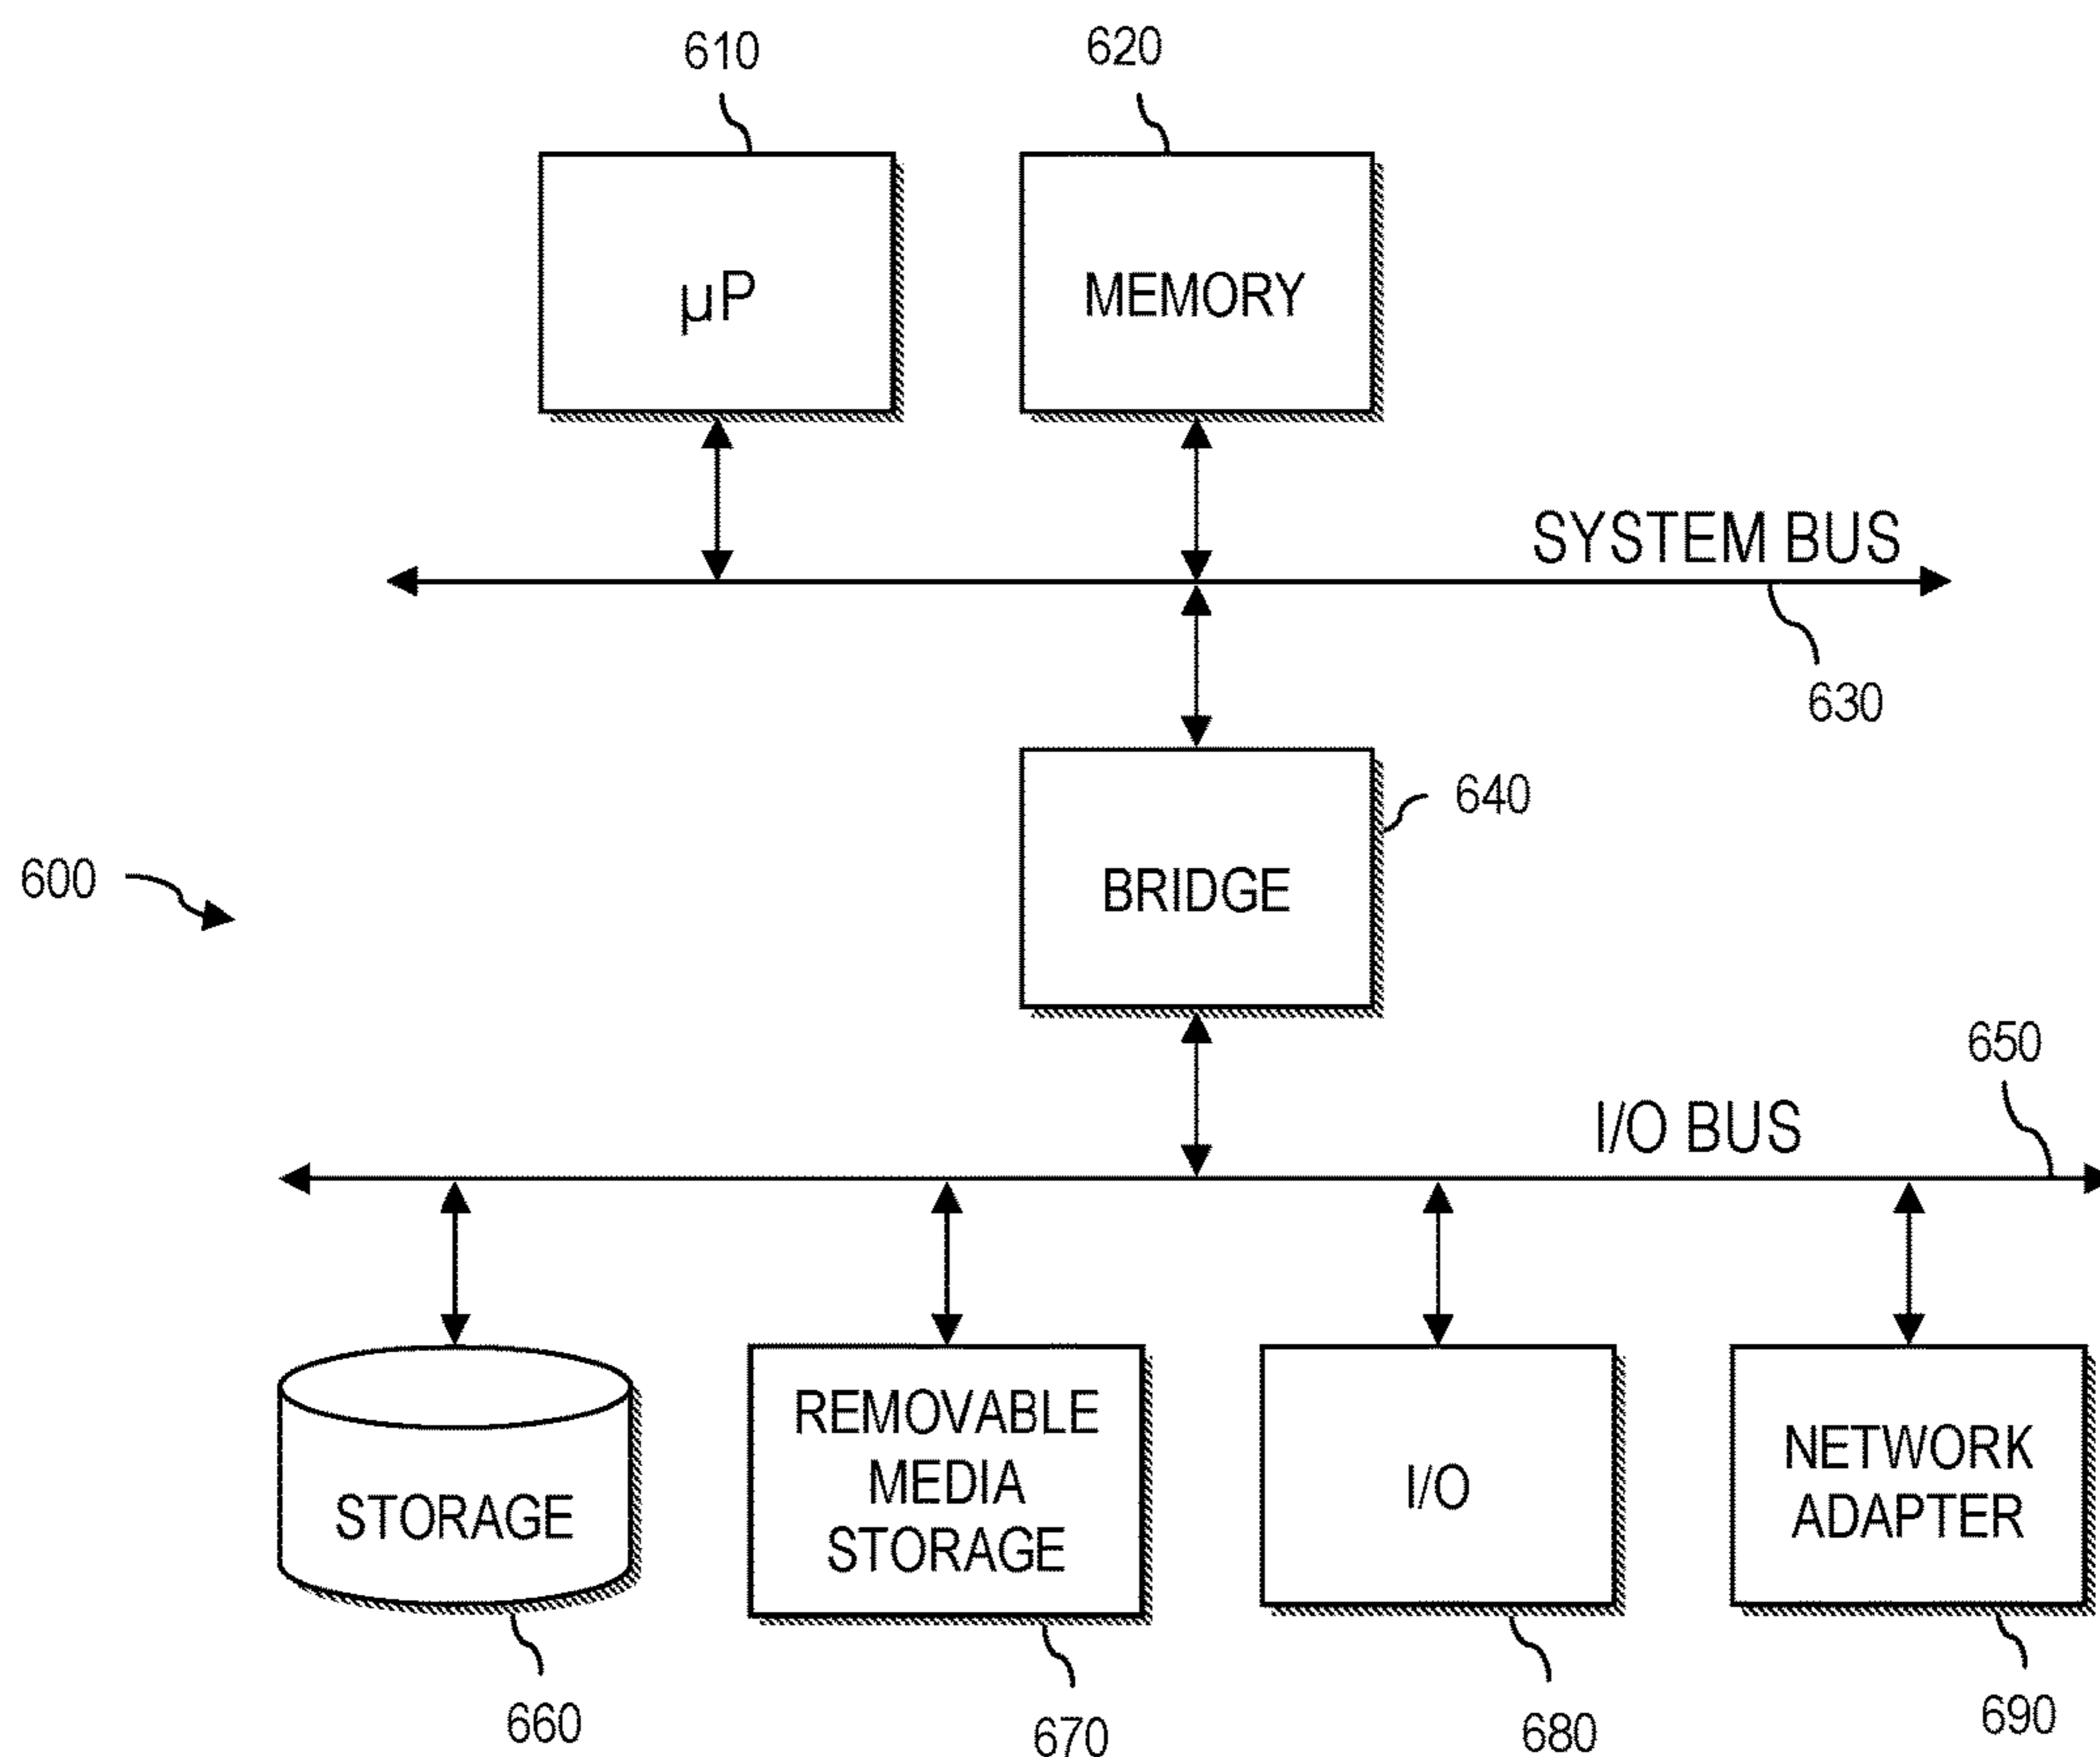 610
620
µP
MEMORY
SYSTEM BUS
630
640
BRIDGE
600
650
I/O BUS
STORAGE
REMOVABLE
MEDIA
STORAGE
I/O
NETWORK
ADAPTER
660
670
680
690